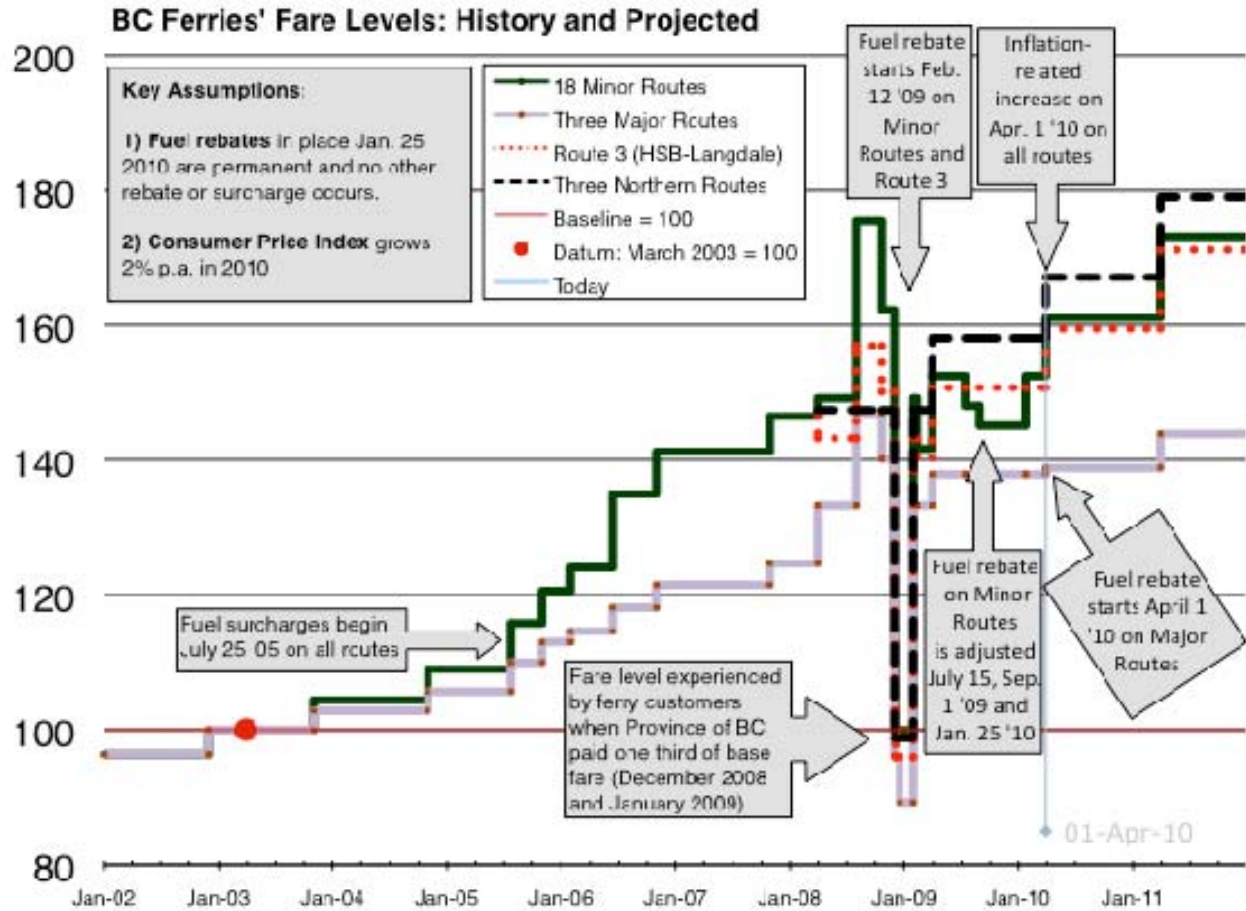 BC Ferries' Fare Levels: History and Projected
200
180
160
140
120
100
80
Key Assumptions:
1) Fuel rebates in place Jan. 25
2010 are permanent and no other
rebate or surcharge occurs.
2) Consumer Price Index grows
2% p.a. in 2010
18 Minor Routes
Three Major Routes
Route 3 (HSB-Langdale)
Three Northern Routes
Baseline = 100
Datum: March 2003 = 100
Today
Fuel rebate
starts Feb.
12 '09 on
Minor
Routes and
Route 3
Inflation-
related
increase on
Apr. 1 '10 on
all routes
Fuel surcharges begin
July 25 05 on all routes
Fare level experienced
by ferry customers
when Province of BC
paid one third of base
fare (December 2008
and January 2009)
Fuel rebate
on Minor
Routes
is adjusted
July 15, Sep.
1 '09 and
Jan. 25 '10
Fuel rebate
starts April 1
'10 on Major
Routes
01-Apr-10
Jan-02 Jan-03 Jan-04 Jan-05 Jan-06 Jan-07 Jan-08 Jan-09 Jan-10 Jan-11